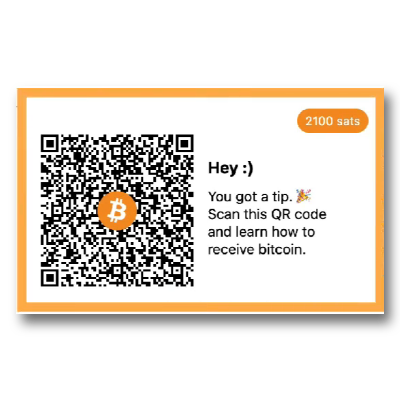 2100 sats
Hey :)
You got a tip. 🎉
Scan this QR code
and learn how to
receive bitcoin.